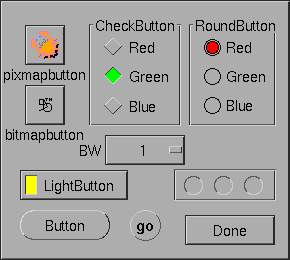 CheckButton
RoundButton
Red
Red
pixmapbutton
Green
Green
Blue
Blue
bitmapbutton
BW 1
LightButton
Button
go
Done